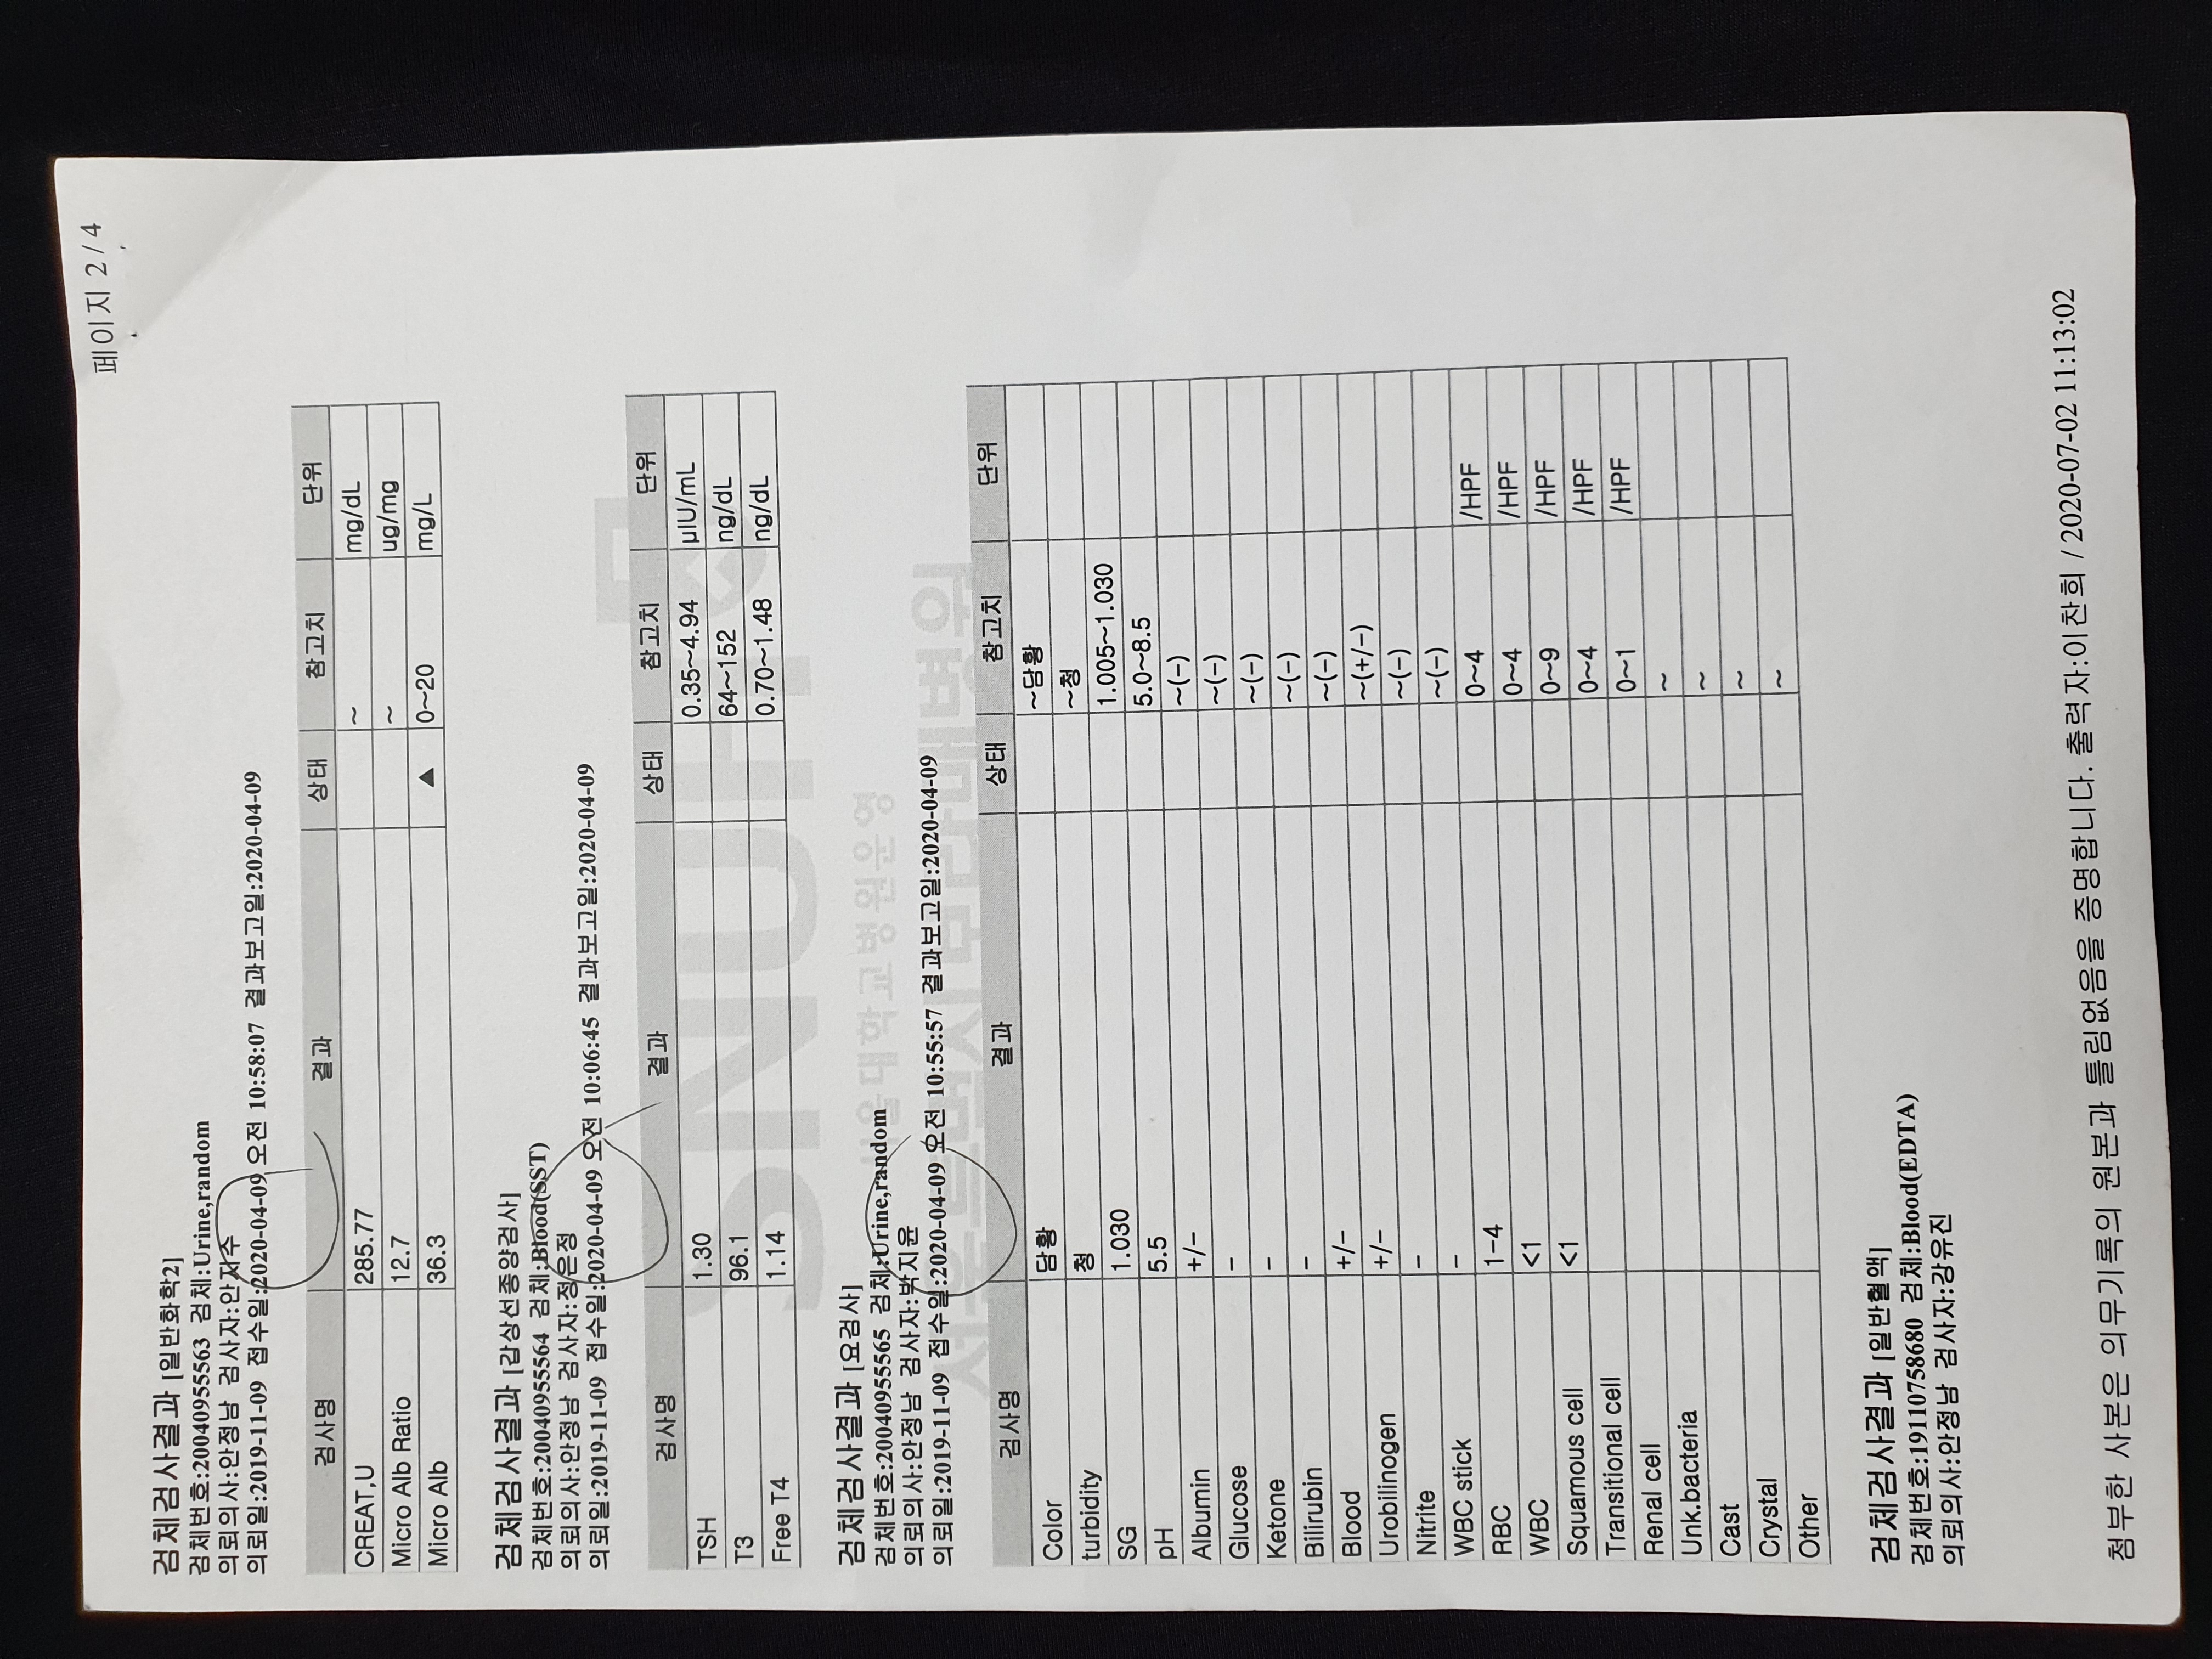 페이지 2 / 4
검체검사결과 [일반화학2]
검체번호:20040955563 검체:Urine,random
의뢰의사:안정남 검사자:안지수
의뢰일:2019-11-09 접수일:2020-04-09 오전 10:58:07 결과보고일:2020-04-09
검사명 결과 상태 참고치 단위
CREAT,U 285.77 ~ mg/dL
Micro Alb Ratio 12.7 ~ ug/mg
Micro Alb 36.3 ▲ 0~20 mg/L
검체검사결과 [갑상선종양검사]
검체번호:20040955564 검체:Blood(SST)
의뢰의사:안정남 검사자:정은정
의뢰일:2019-11-09 접수일:2020-04-09 오전 10:06:45 결과보고일:2020-04-09
검사명 결과 상태 참고치 단위
TSH 1.30 0.35~4.94 µIU/mL
T3 96.1 64~152 ng/dL
Free T4 1.14 0.70~1.48 ng/dL
SNUH
검체검사결과 [요검사]
서울대학교병원운영
검체번호:20040955565 검체:Urine,random
의뢰의사:안정남 검사자:박지윤
의뢰일:2019-11-09 접수일:2020-04-09 오전 10:55:57 결과보고일:2020-04-09
서울특별시보라매병원
검사명 결과 상태 참고치 단위
Color 담황 ~담황
turbidity 청 ~청
SG 1.030 1.005~1.030
pH 5.5 5.0~8.5
Albumin +/− ~(−)
Glucose − ~(−)
Ketone − ~(−)
Bilirubin − ~(−)
Blood +/− ~(−)
Urobilinogen +/− ~(+/−)
Nitrite − ~(−)
WBC stick − ~(−)
RBC 1−4 0~4 /HPF
WBC <1 0~4 /HPF
Squamous cell <1 0~9 /HPF
Transitional cell 0~4 /HPF
Renal cell 0~1 /HPF
Unk.bacteria ~
Cast ~
Crystal ~
Other ~
검체검사결과 [일반혈액]
검체번호:19110758680 검체:Blood(EDTA)
의뢰의사:안정남 검사자:강유진
첨부한 사본은 의무기록의 원본과 틀림없음을 증명합니다. 출력자:이찬희 / 2020-07-02 11:13:02